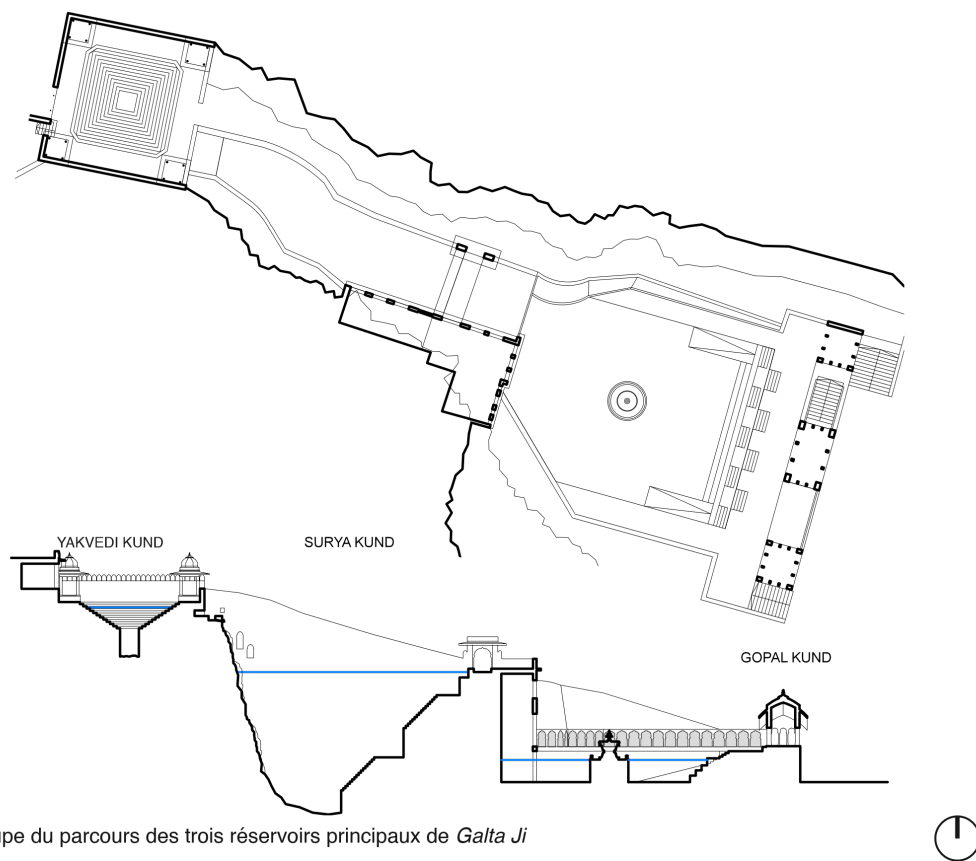 YAKVEDI KUND
SURYA KUND
GOPAL KUND
upe du parcours des trois réservoirs principaux de Galta Ji